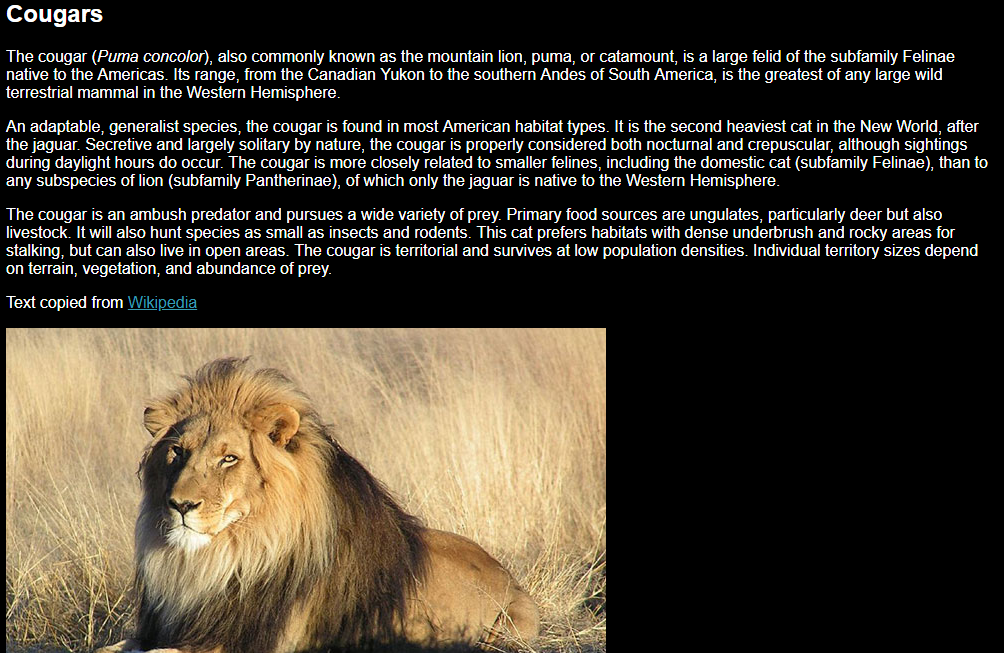 Cougars
The cougar (Puma concolor), also commonly known as the mountain lion, puma, or catamount, is a large felid of the subfamily Felinae
native to the Americas. Its range, from the Canadian Yukon to the southern Andes of South America, is the greatest of any large wild
terrestrial mammal in the Western Hemisphere.
An adaptable, generalist species, the cougar is found in most American habitat types. It is the second heaviest cat in the New World, after
the jaguar. Secretive and largely solitary by nature, the cougar is properly considered both nocturnal and crepuscular, although sightings
during daylight hours do occur. The cougar is more closely related to smaller felines, including the domestic cat (subfamily Felinae), than to
any subspecies of lion (subfamily Pantherinae), of which only the jaguar is native to the Western Hemisphere.
The cougar is an ambush predator and pursues a wide variety of prey. Primary food sources are ungulates, particularly deer but also
livestock. It will also hunt species as small as insects and rodents. This cat prefers habitats with dense underbrush and rocky areas for
stalking, but can also live in open areas. The cougar is territorial and survives at low population densities. Individual territory sizes depend
on terrain, vegetation, and abundance of prey.
Text copied from Wikipedia